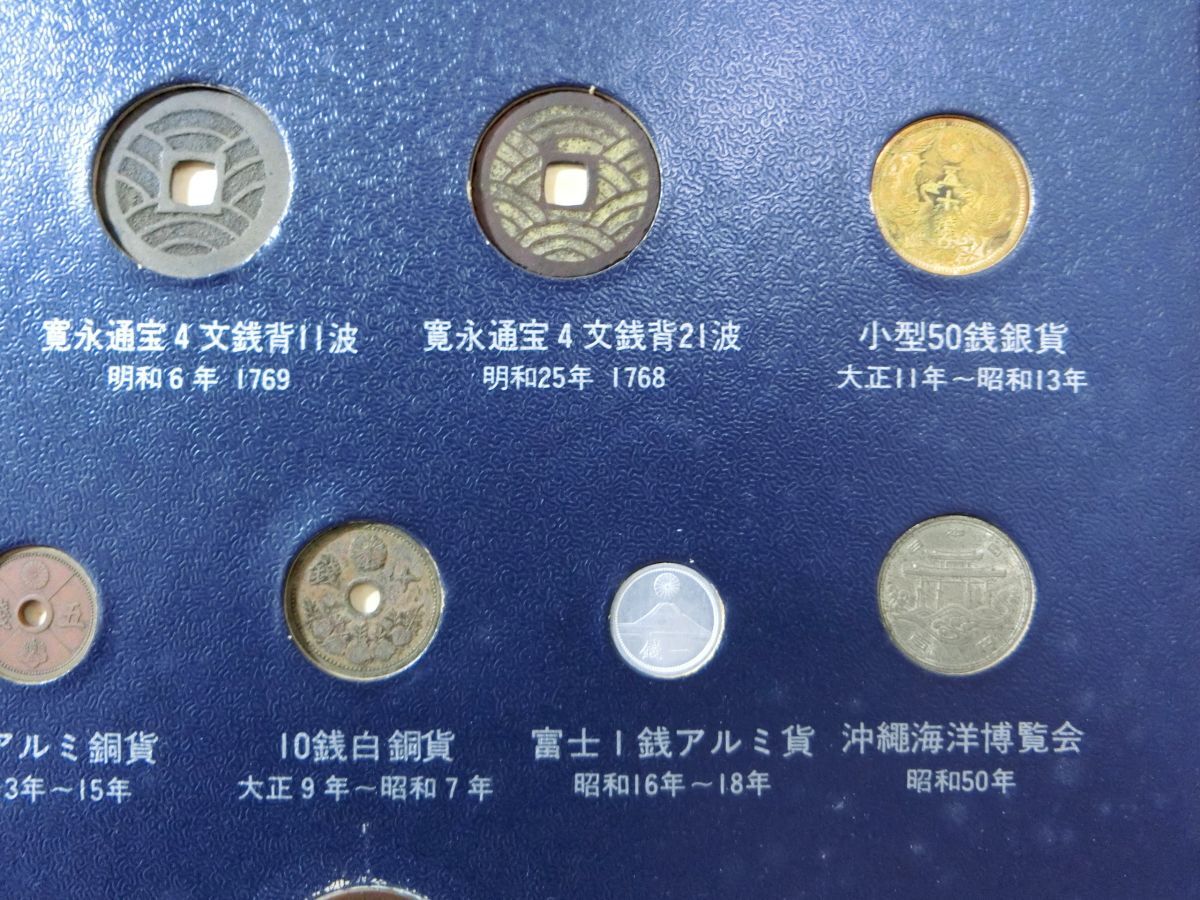 寛永通宝4文銭背11波
明和6年 1769
寛永通宝4文銭背21波
明和25年 1768
小型50銭銀貨
大正11年～昭和13年
アルミ銅貨
3年～15年
10銭白銅貨
大正9年～昭和7年
富士1銭アルミ貨
昭和16年～18年
沖縄海洋博覧会
昭和50年